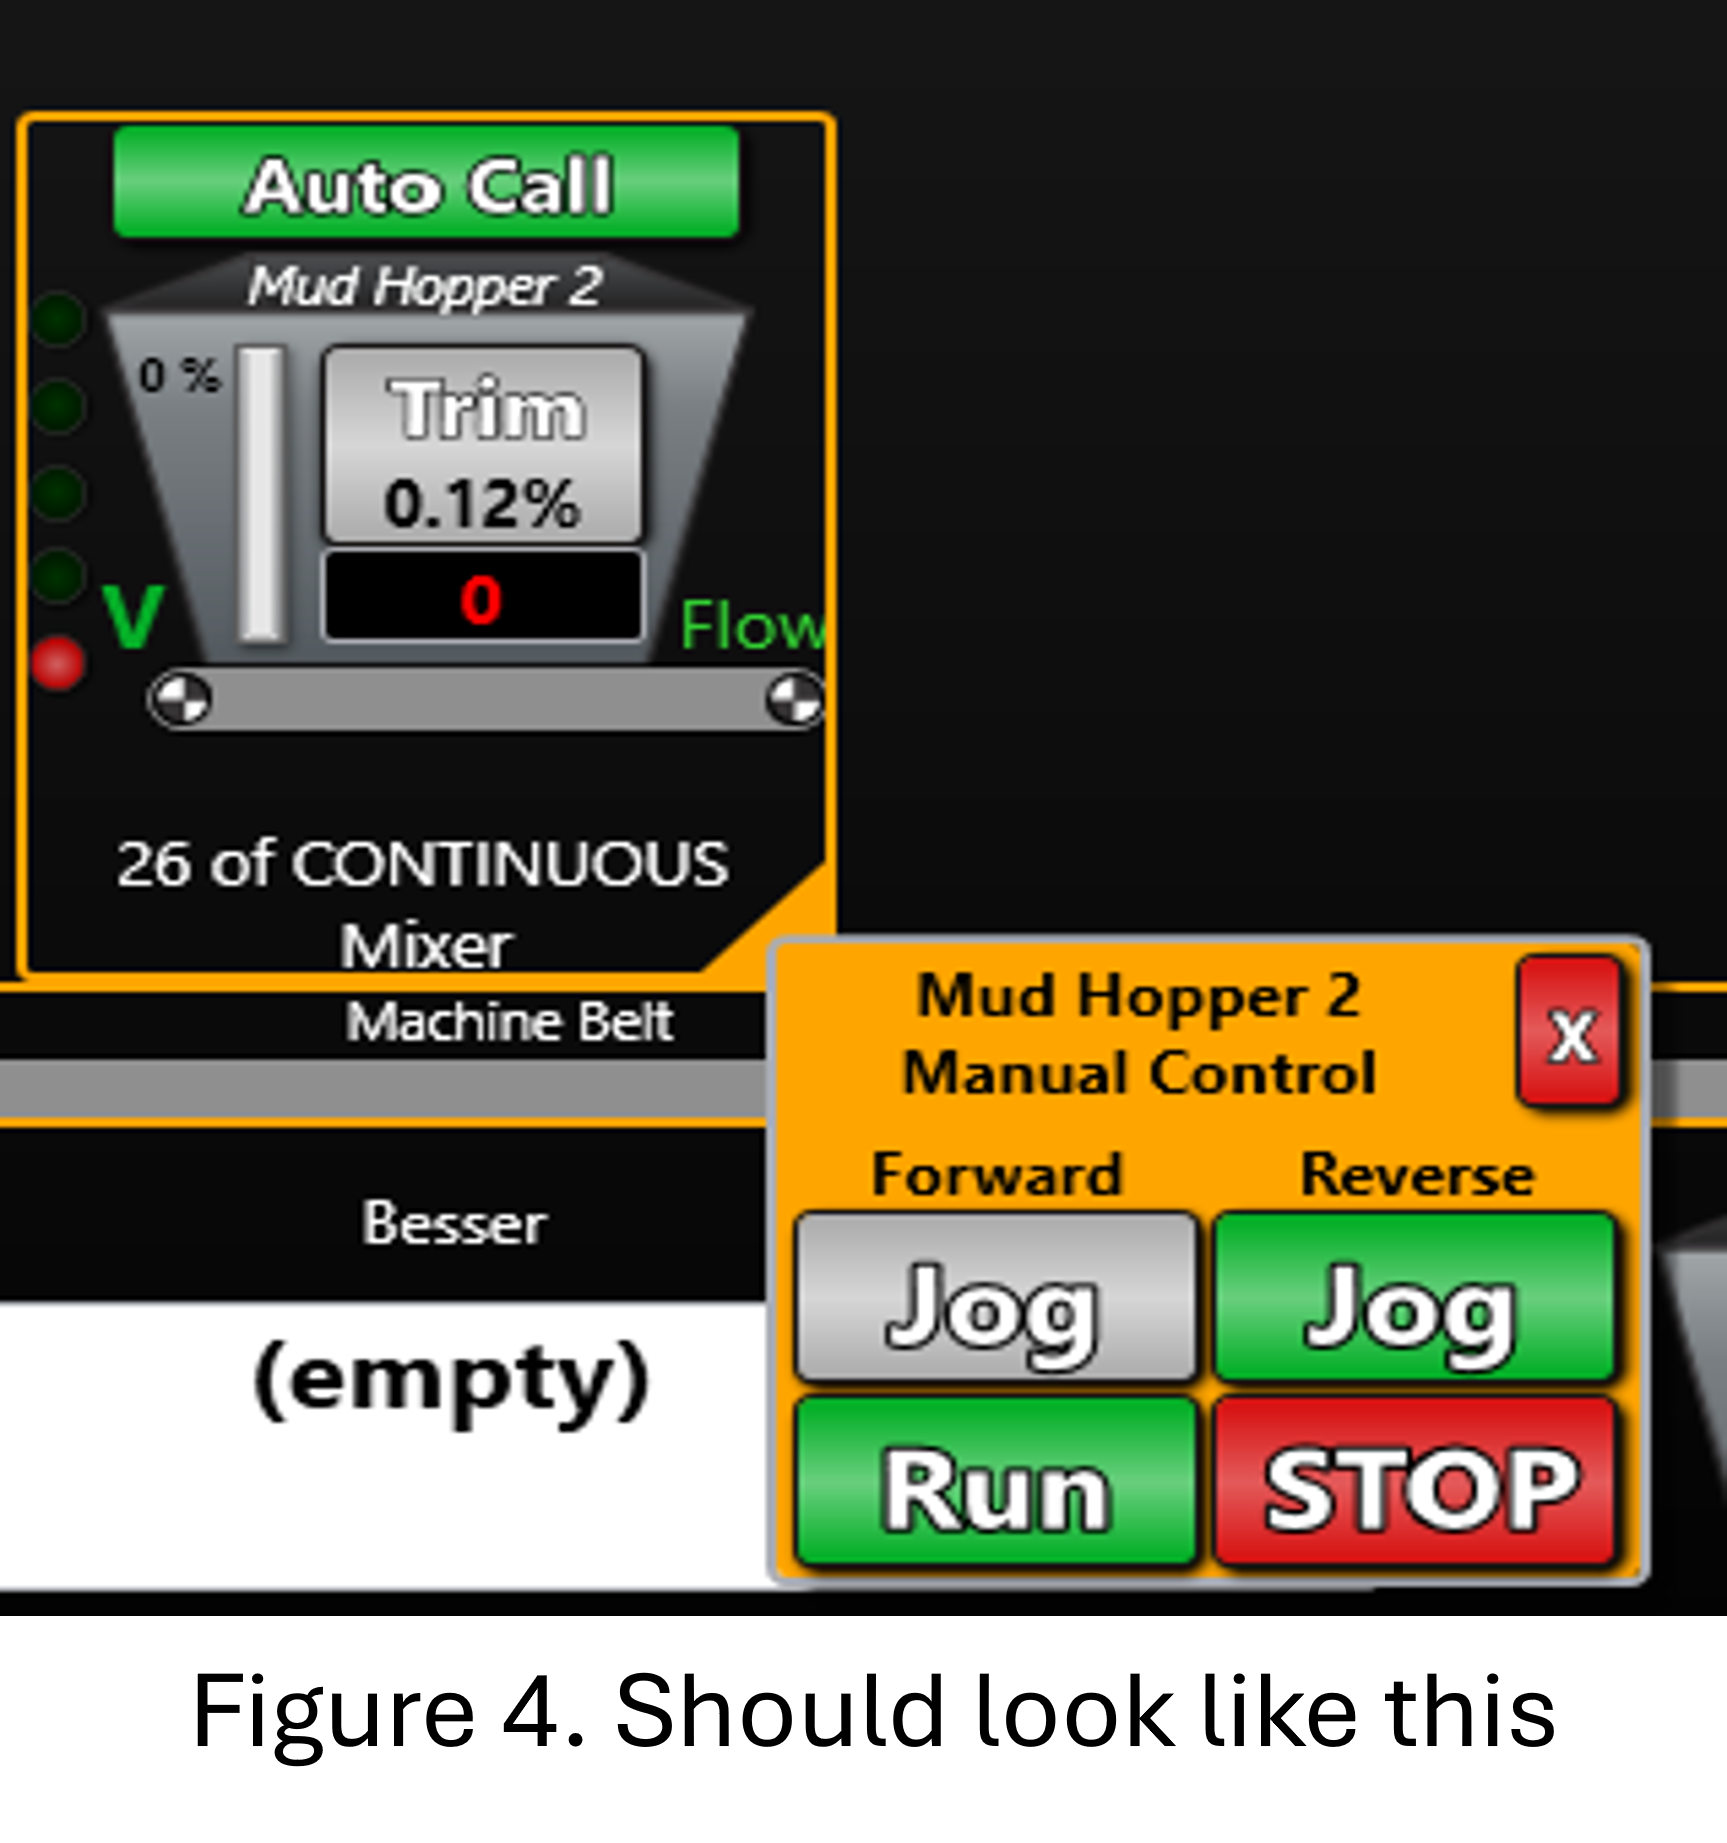 Auto Call
Mud Hopper 2
0 %
Trim
0.12%
0
V
Flow
26 of CONTINUOUS
Mixer
Machine Belt
Mud Hopper 2
Manual Control
x
Forward
Reverse
Jog
Jog
Run
STOP
Besser
(empty)
Figure 4. Should look like this